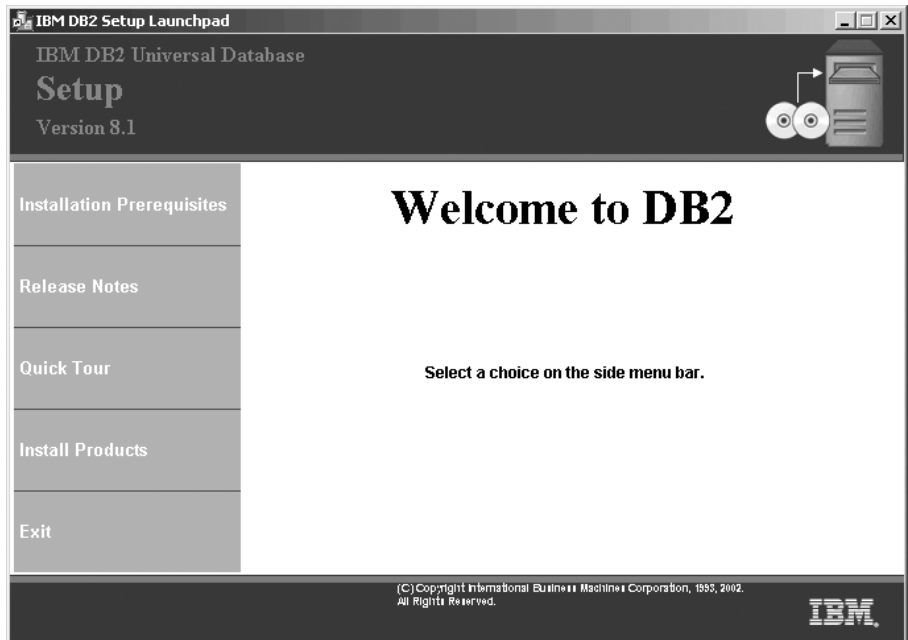 IBM DB2 Setup Launchpad
IBM DB2 Universal Database
Setup
Version 8.1
Installation Prerequisites
Release Notes
Quick Tour
Install Products
Exit
Welcome to DB2
Select a choice on the side menu bar.
(C) Copyright International Business Machines Corporation, 1993, 2002.
All Rights Reserved.
IBM.